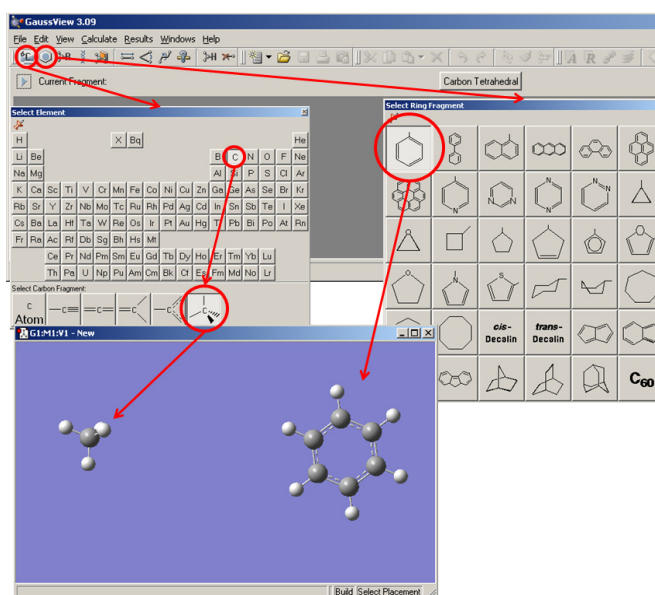 GaussView 3.09
File Edit View Calculate Results Windows Help
Current Fragment:
Carbon Tetrahedral
Select Element
H X Bq He
Li Be B C N O F Ne
Na Mg Al Si P S Cl Ar
K Ca Sc Ti V Cr Mn Fe Co Ni Cu Zn Ga Ge As Se Br Kr
Rb Sr Y Zr Nb Mo Tc Ru Rh Pd Ag Cd In Sn Sb Te I Xe
Cs Ba La Hf Ta W Re Os Ir Pt Au Hg Tl Pb Bi Po At Rn
Fr Ra Ac Rf Db Sg Bh Hs Mt
Ce Pr Nd Pm Sm Eu Gd Tb Dy Ho Er Tm Yb Lu
Th Pa U Np Pu Am Cm Bk Cf Es Fm Md No Lr
Select Carbon Fragment:
C
Atom
C C C C C
Select Ring Fragment
N N N N N N N
O O
O N S
cis-
Decalin
trans-
Decalin
C60
G1:M1:V1 - New
Build Select Placement